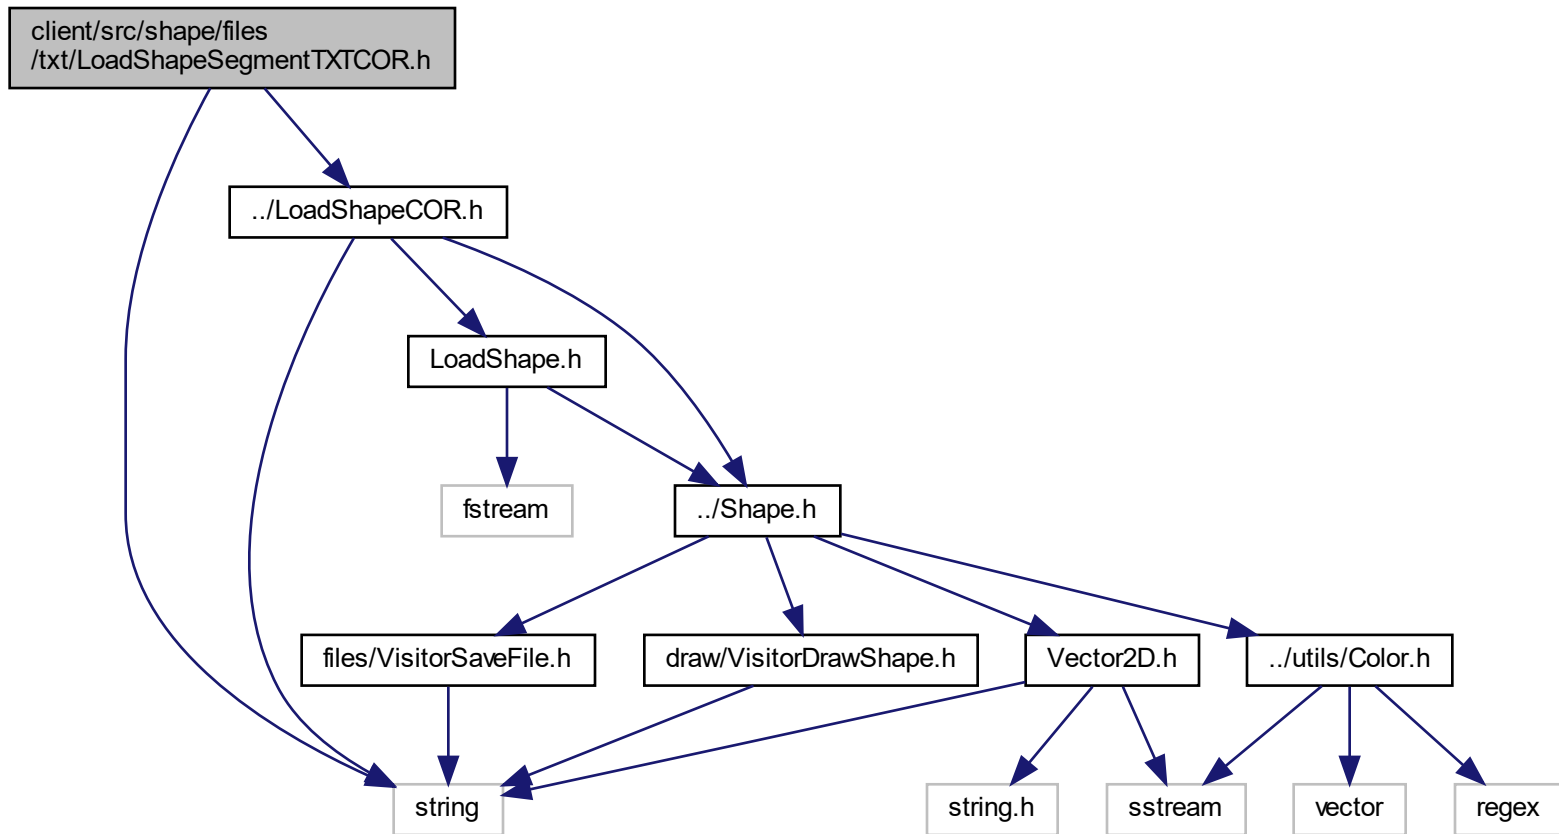 client/src/shape/files
/txt/LoadShapeSegmentTXTCOR.h
../LoadShapeCOR.h
LoadShape.h
fstream
../Shape.h
files/VisitorSaveFile.h
draw/VisitorDrawShape.h
Vector2D.h
../utils/Color.h
string
string.h
sstream
vector
regex